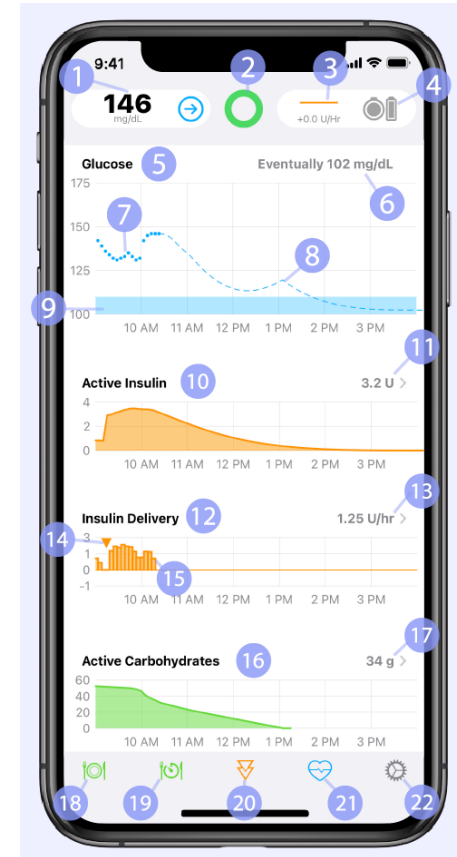 9:41
1
2
3
4
146
mg/dL
+0.0 U/Hr
Glucose
5
Eventually 102 mg/dL
6
175
150
125
100
7
8
9
10 AM 11 AM 12 PM 1 PM 2 PM 3 PM
11
Active Insulin
10
3.2 U
4
2
0
10 AM 11 AM 12 PM 1 PM 2 PM 3 PM
13
Insulin Delivery
12
1.25 U/hr
14
3
1
0
-1
15
10 AM 11 AM 12 PM 1 PM 2 PM 3 PM
17
Active Carbohydrates
16
34 g
60
40
20
0
10 AM 11 AM 12 PM 1 PM 2 PM 3 PM
18
19
20
21
22